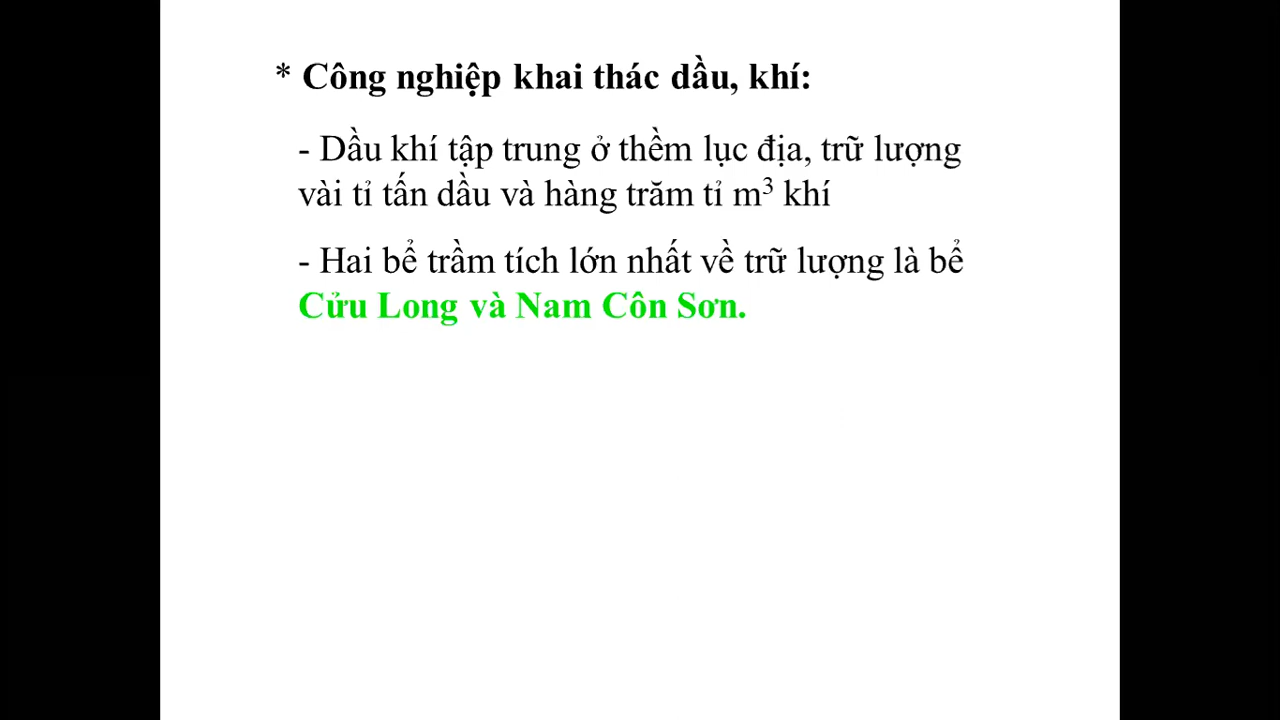 * Công nghiệp khai thác dầu, khí:
- Dầu khí tập trung ở thềm lục địa, trữ lượng
vài tỉ tấn dầu và hàng trăm tỉ m³ khí
- Hai bể trầm tích lớn nhất về trữ lượng là bể
Cửu Long và Nam Côn Sơn.